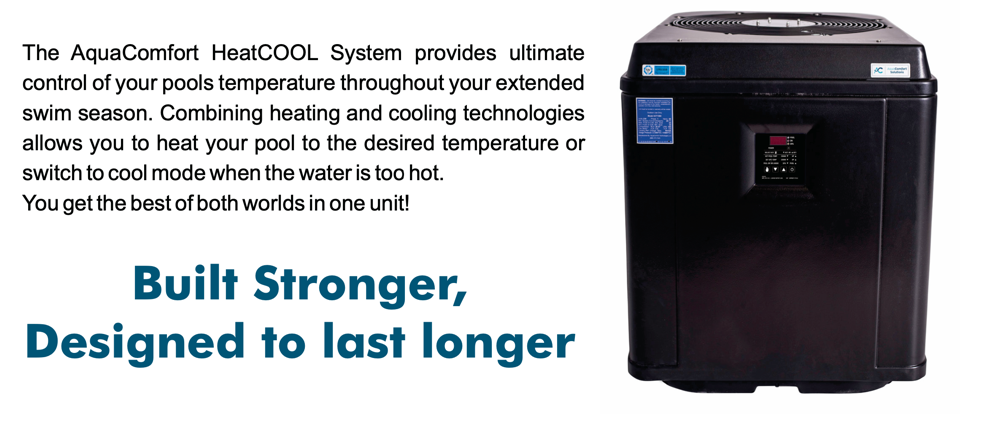 The AquaComfort HeatCOOL System provides ultimate
control of your pools temperature throughout your extended
swim season. Combining heating and cooling technologies
allows you to heat your pool to the desired temperature or
switch to cool mode when the water is too hot.
You get the best of both worlds in one unit!
Built Stronger,
Designed to last longer